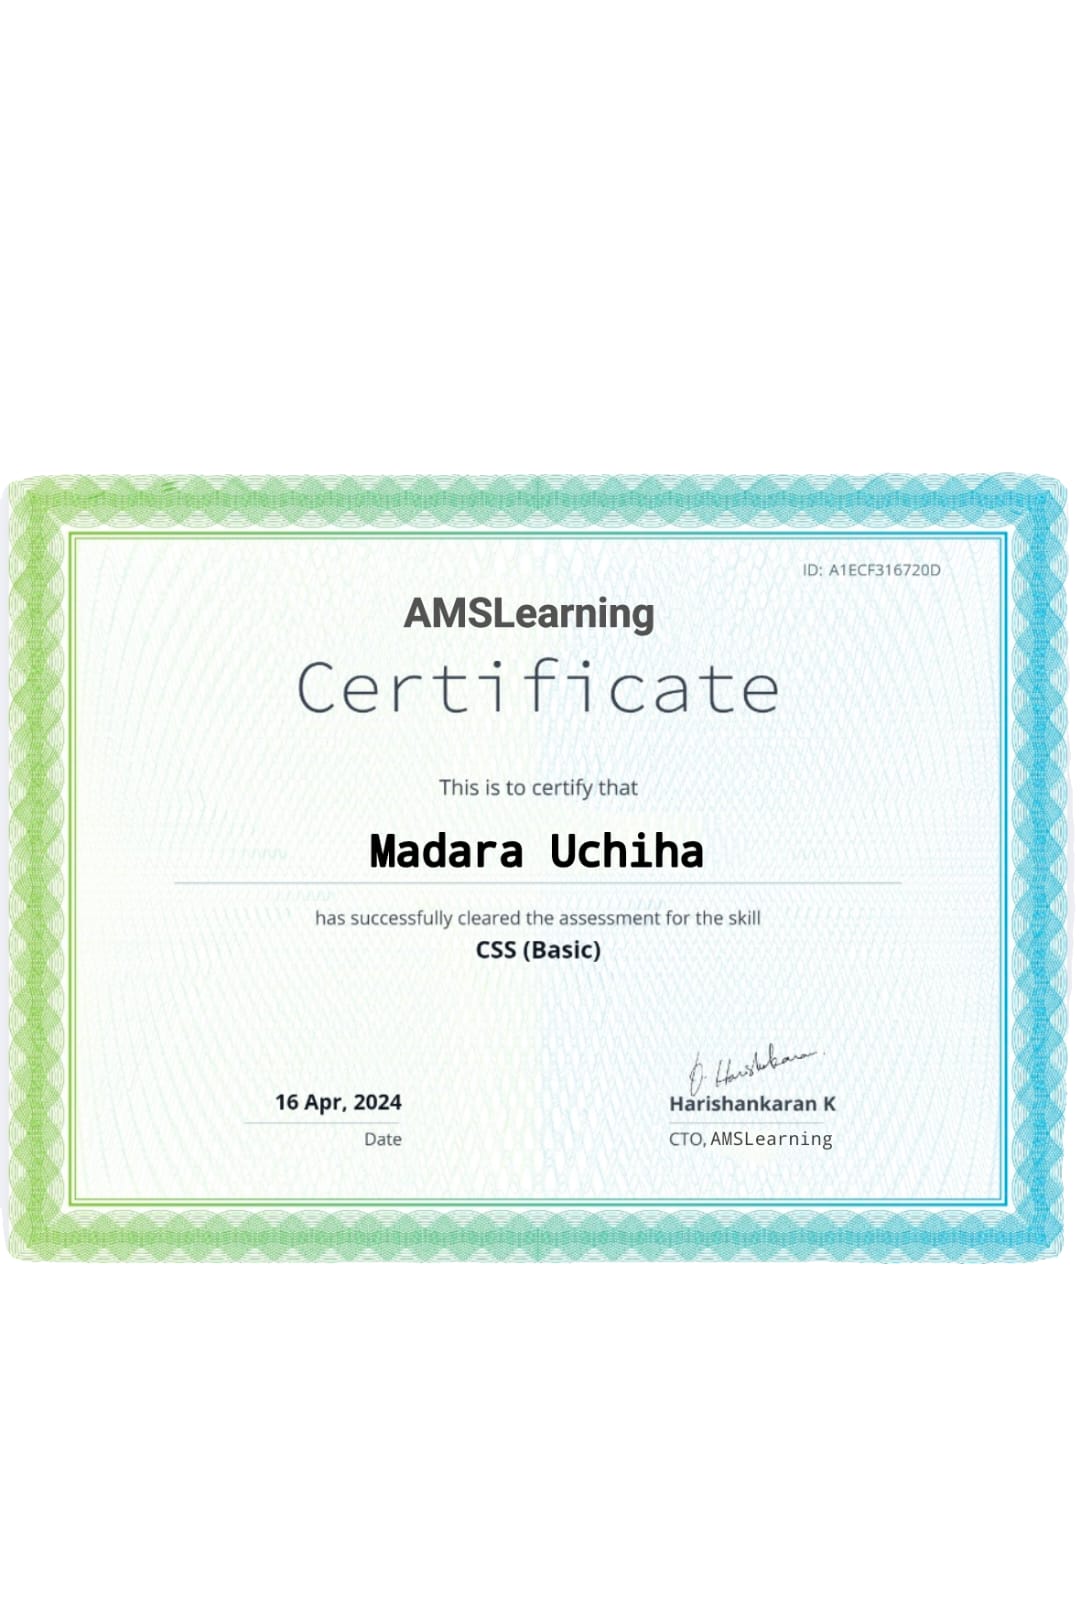 ID: A1ECF316720D
AMSLearning
Certificate
This is to certify that
Madara Uchiha
has successfully cleared the assessment for the skill
CSS (Basic)
16 Apr, 2024
Date
Harishankaran K
CTO, AMSLearning